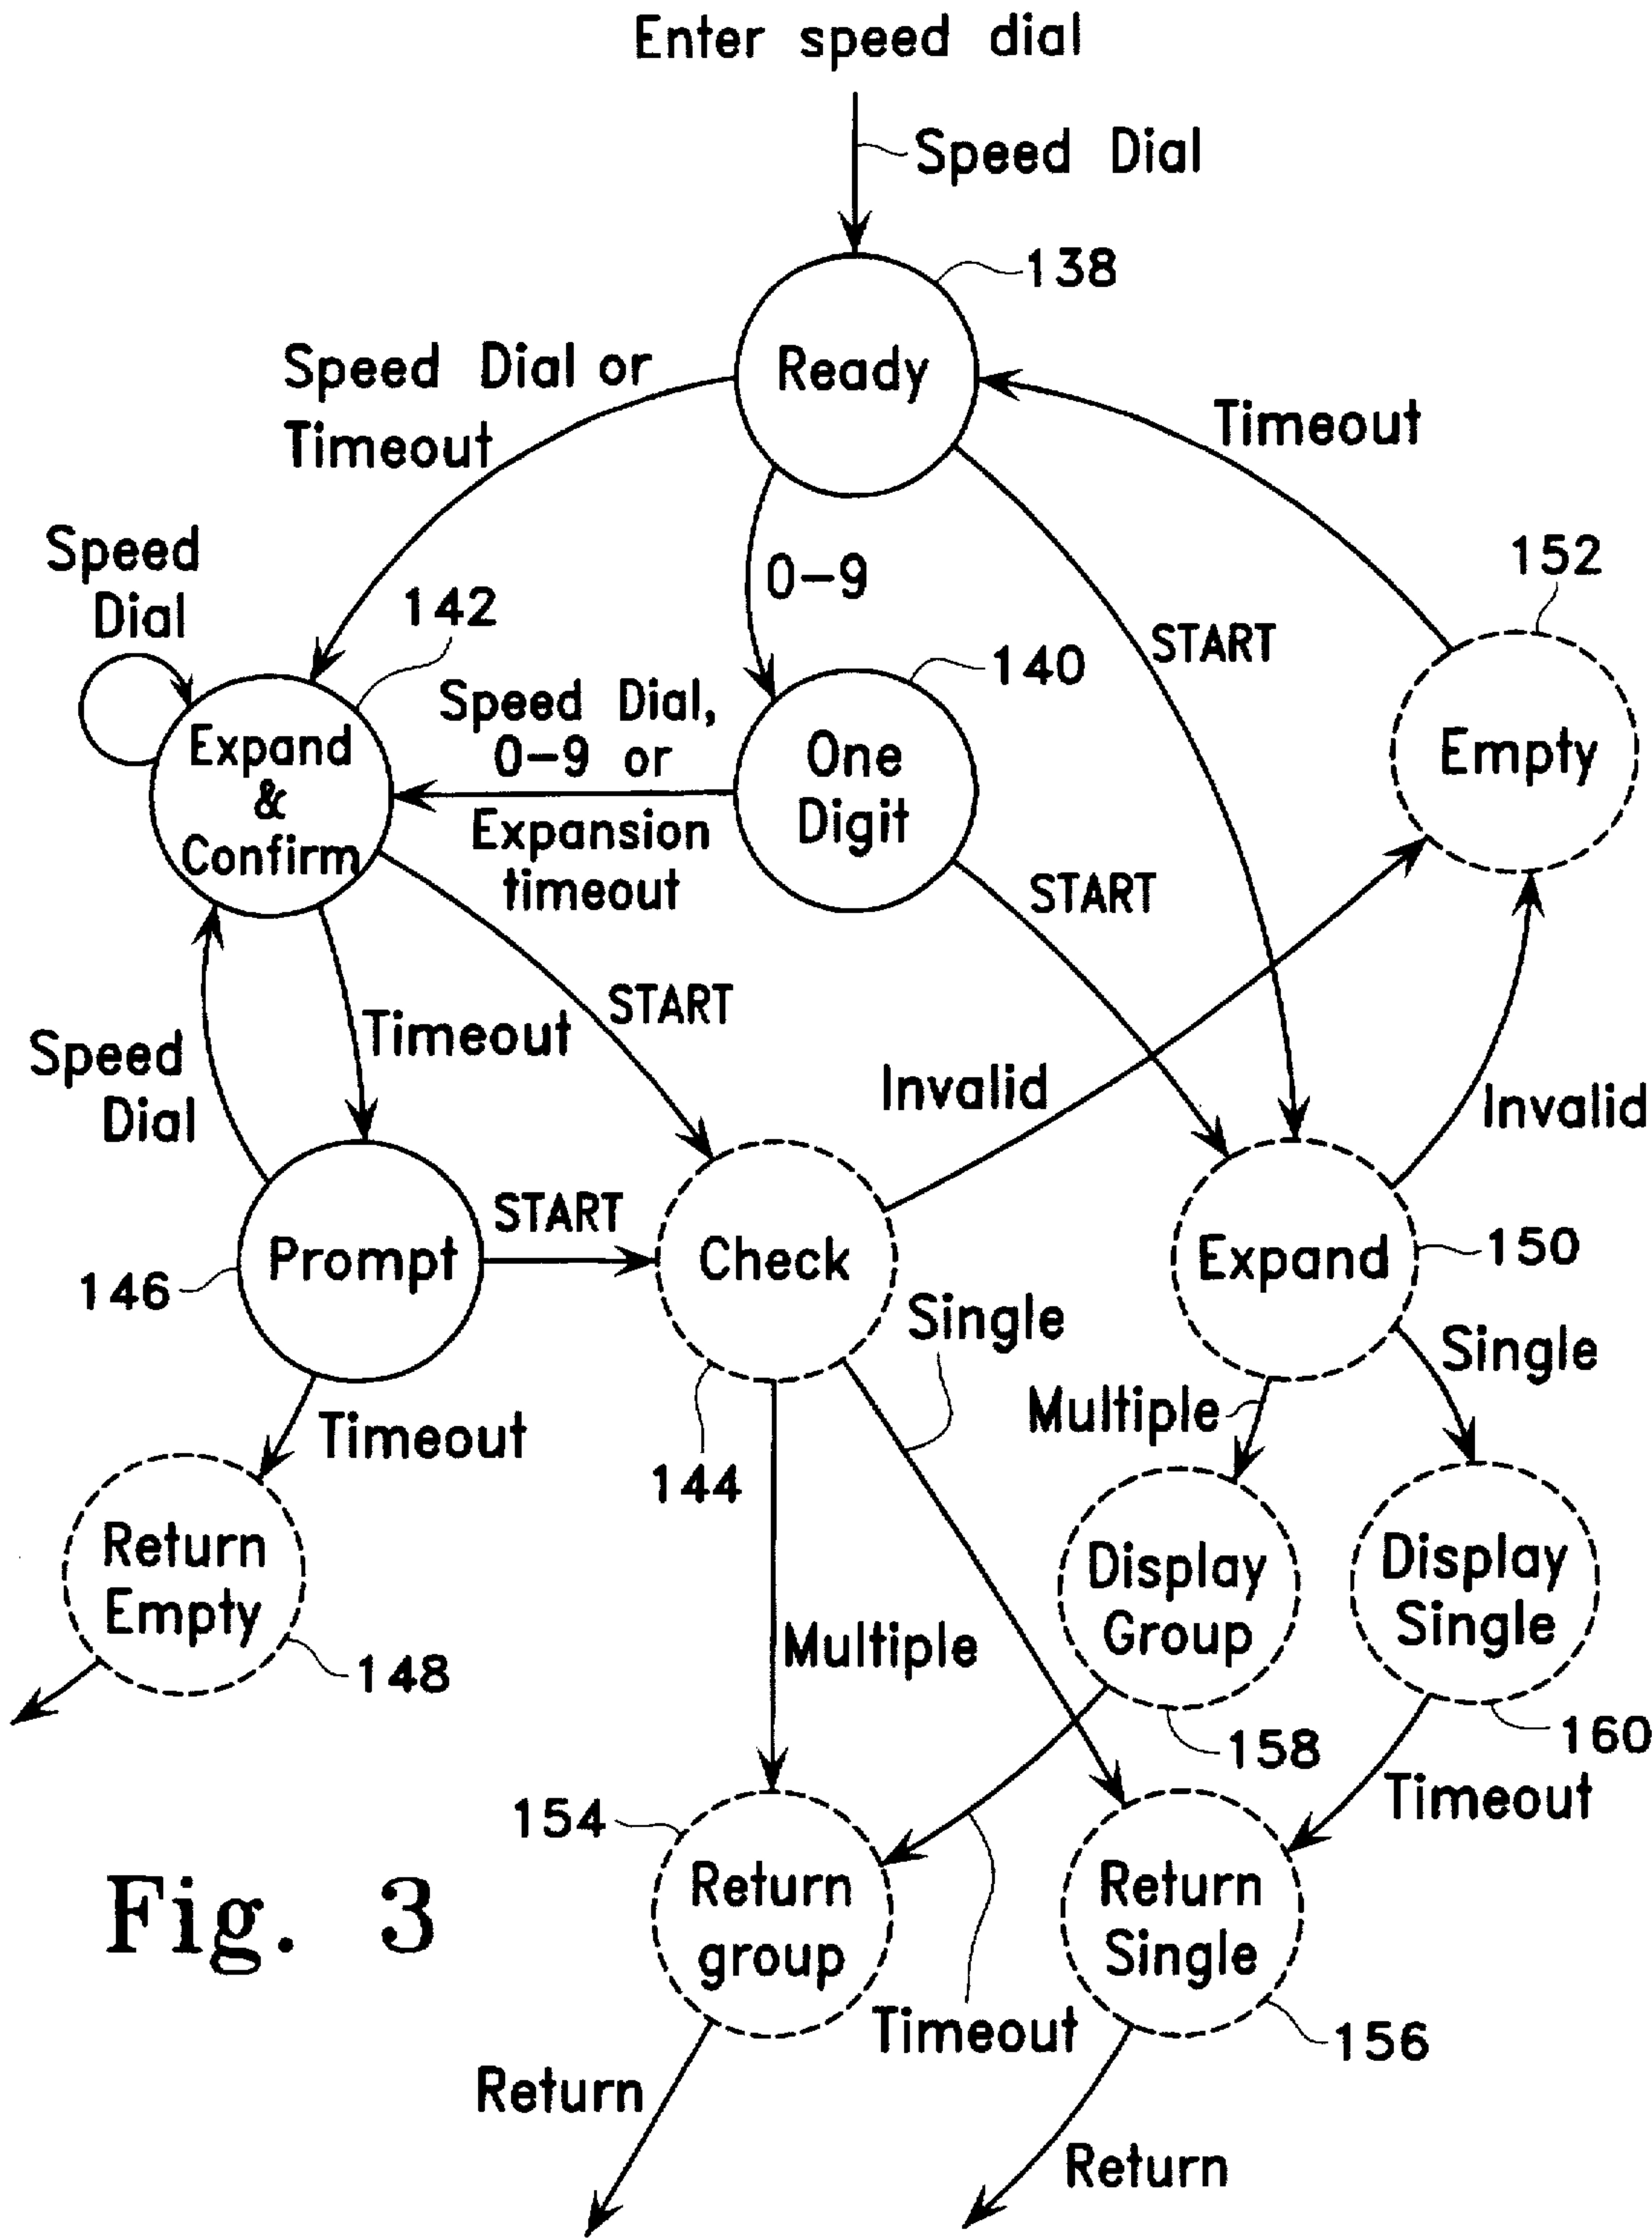 Enter speed dial
Speed Dial
138
Ready
Speed Dial or
Timeout
Timeout
Speed
Dial
142
0-9
START
152
140
Speed Dial,
0-9 or
Expansion
timeout
Expand
&
Confirm
One
Digit
Empty
START
START
Timeout
Speed
Dial
Invalid
Invalid
START
Prompt
Check
Expand
150
146
Single
Single
Multiple
Timeout
144
Return
Empty
Display
Group
Display
Single
Multiple
148
158
160
Timeout
154
Return
group
Return
Single
Fig. 3
Timeout
156
Return
Return